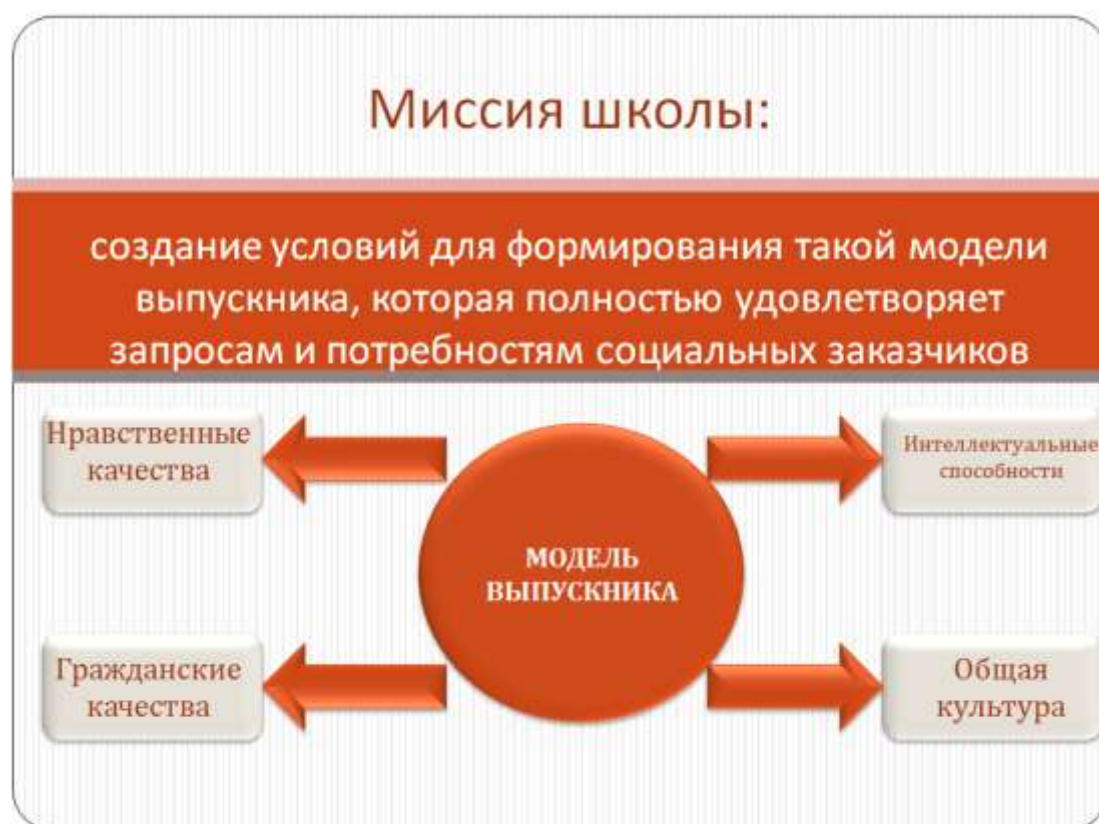 Миссия школы:
создание условий для формирования такой модели
выпускника, которая полностью удовлетворяет
запросам и потребностям социальных заказчиков
Нравственные
качества
Интеллектуальные
способности
МОДЕЛЬ
ВЫПУСКНИКА
Гражданские
качества
Общая
культура